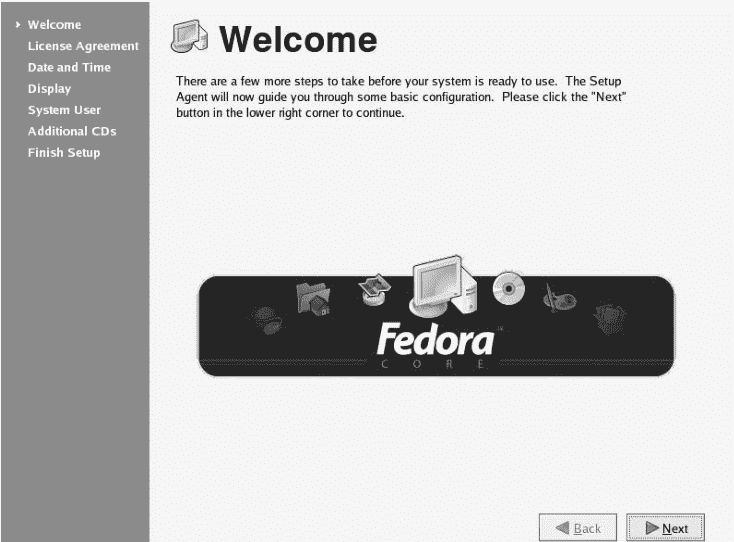 Welcome
License Agreement
Date and Time
Display
System User
Additional CDs
Finish Setup
Welcome
There are a few more steps to take before your system is ready to use. The Setup
Agent will now guide you through some basic configuration. Please click the "Next"
button in the lower right corner to continue.
Fedora™
CORE
Back
Next